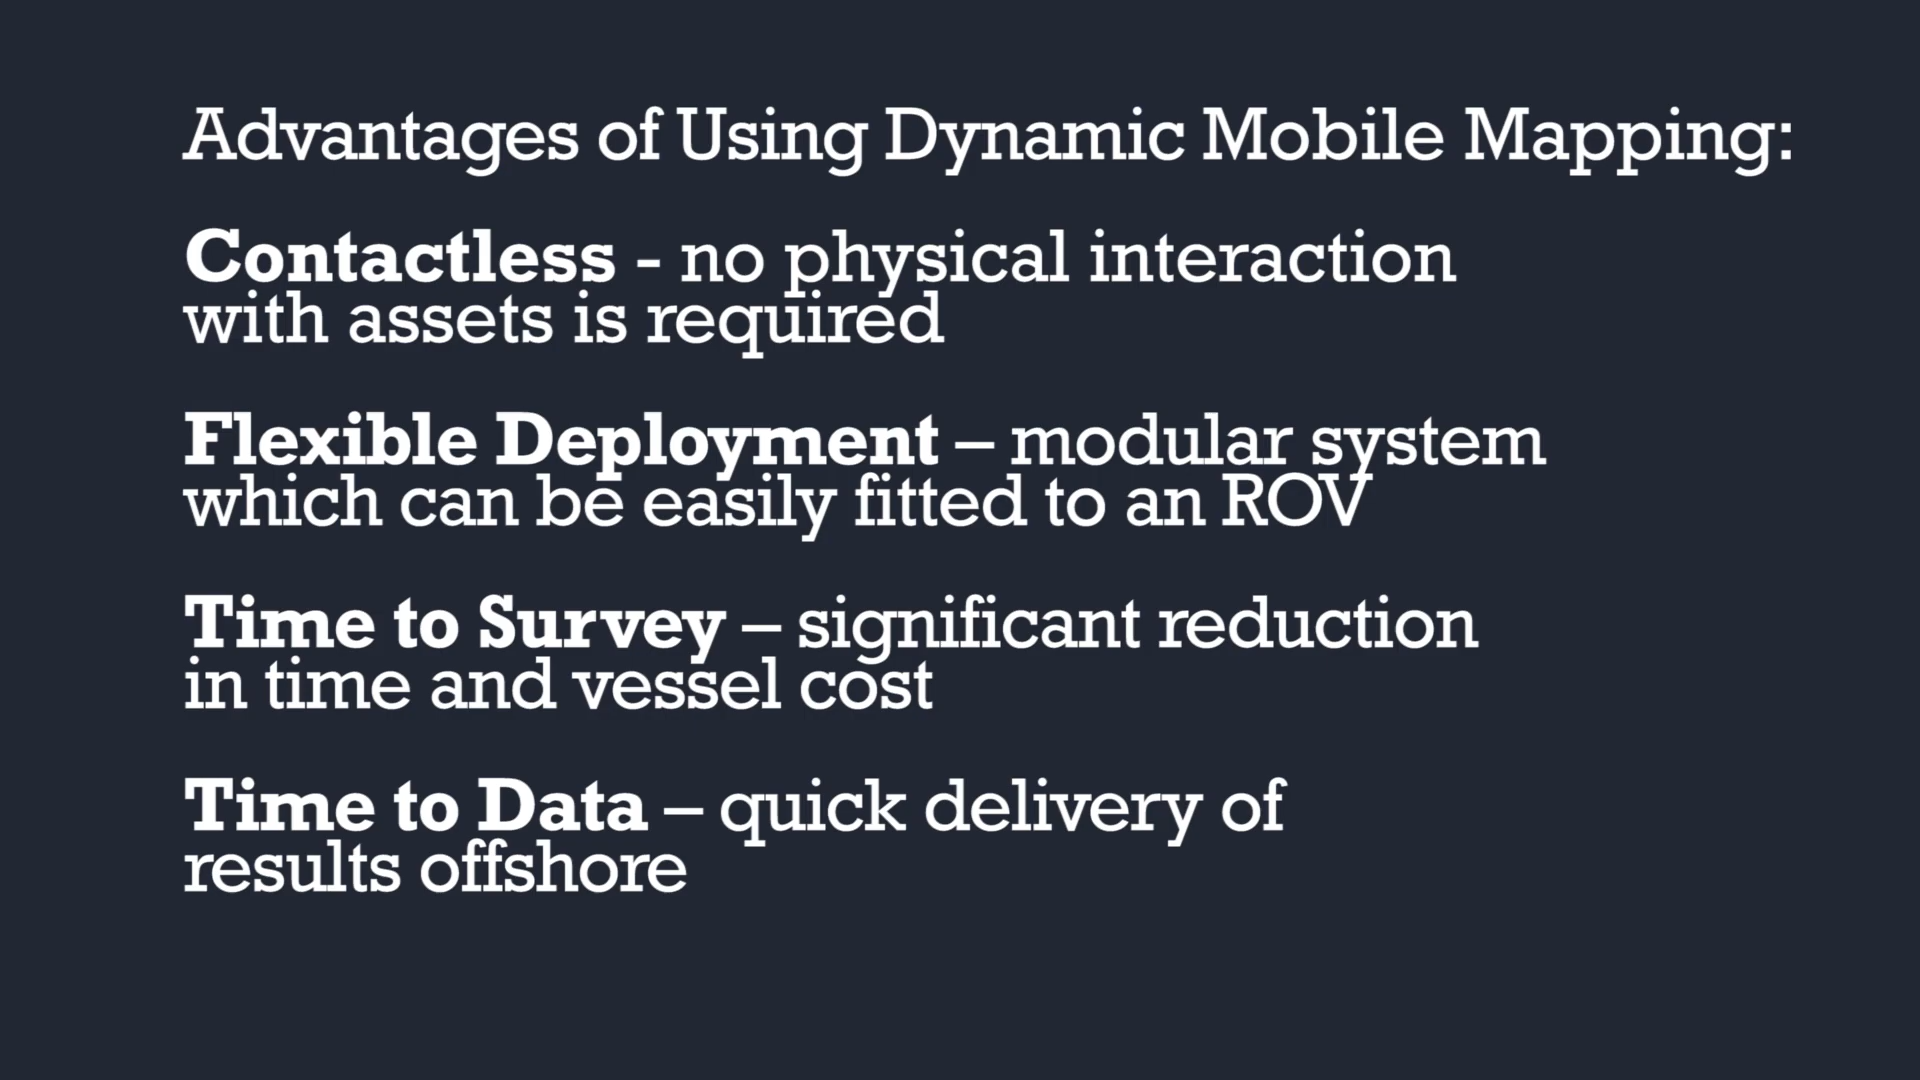 Advantages of Using Dynamic Mobile Mapping:
Contactless - no physical interaction
with assets is required
Flexible Deployment – modular system
which can be easily fitted to an ROV
Time to Survey – significant reduction
in time and vessel cost
Time to Data – quick delivery of
results offshore